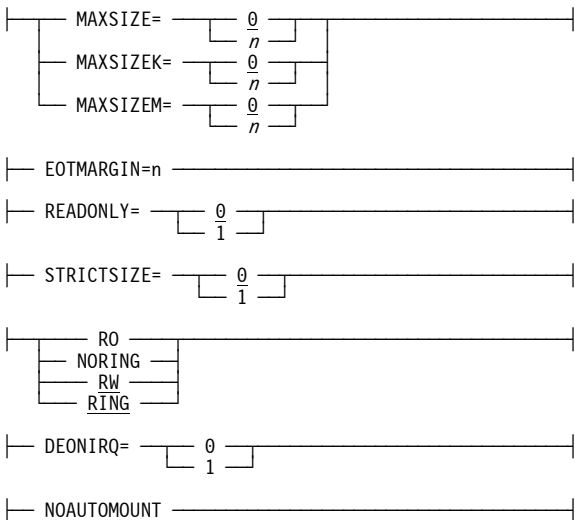 MAXSIZE= 0
n
MAXSIZEK= 0
n
MAXSIZEM= 0
n
EOTMARGIN=n
READONLY= 0
1
STRICTSIZE= 0
1
RO
NORING
RW
RING
DEONIRQ= 0
1
NOAUTOMOUNT